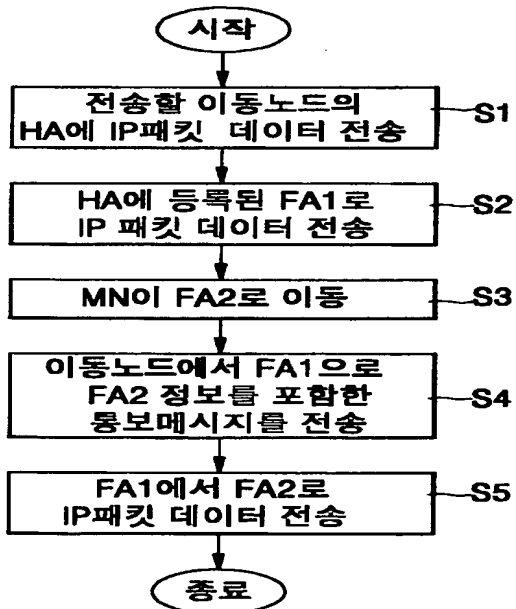 시작
전송할 이동노드의
HA에 IP패킷 데이터 전송
S1
HA에 등록된 FA1로
IP 패킷 데이터 전송
S2
MN이 FA2로 이동
S3
이동노드에서 FA1으로
FA2 정보를 포함한
통보메시지를 전송
S4
FA1에서 FA2로
IP패킷 데이터 전송
S5
종료